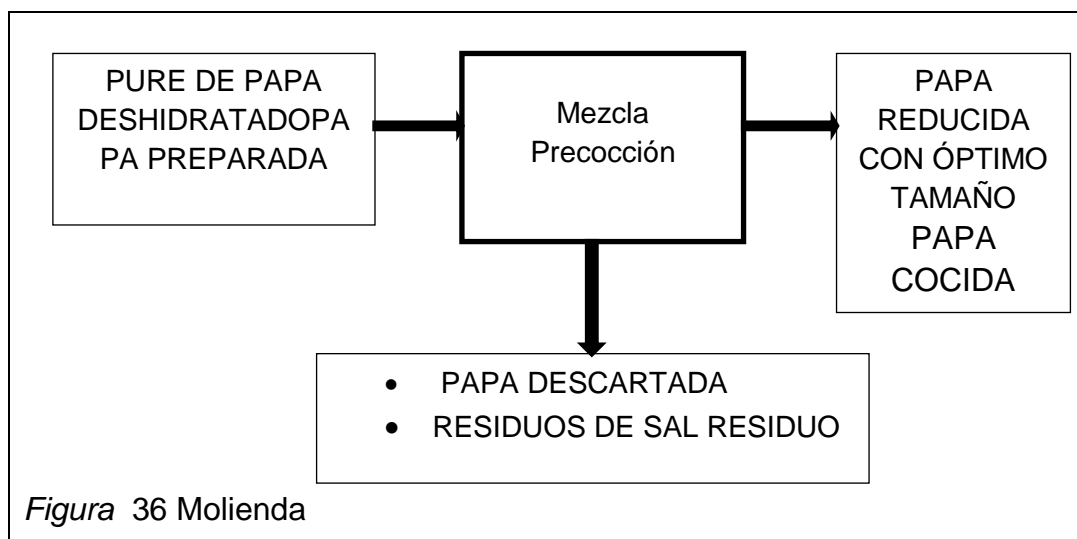 PURE DE PAPA
DESHIDRATADOPA
PA PREPARADA
Mezcla
Precocción
PAPA
REDUCIDA
CON ÓPTIMO
TAMAÑO
PAPA
COCIDA
• PAPA DESCARTADA
• RESIDUOS DE SAL RESIDUO
Figura 36 Molienda